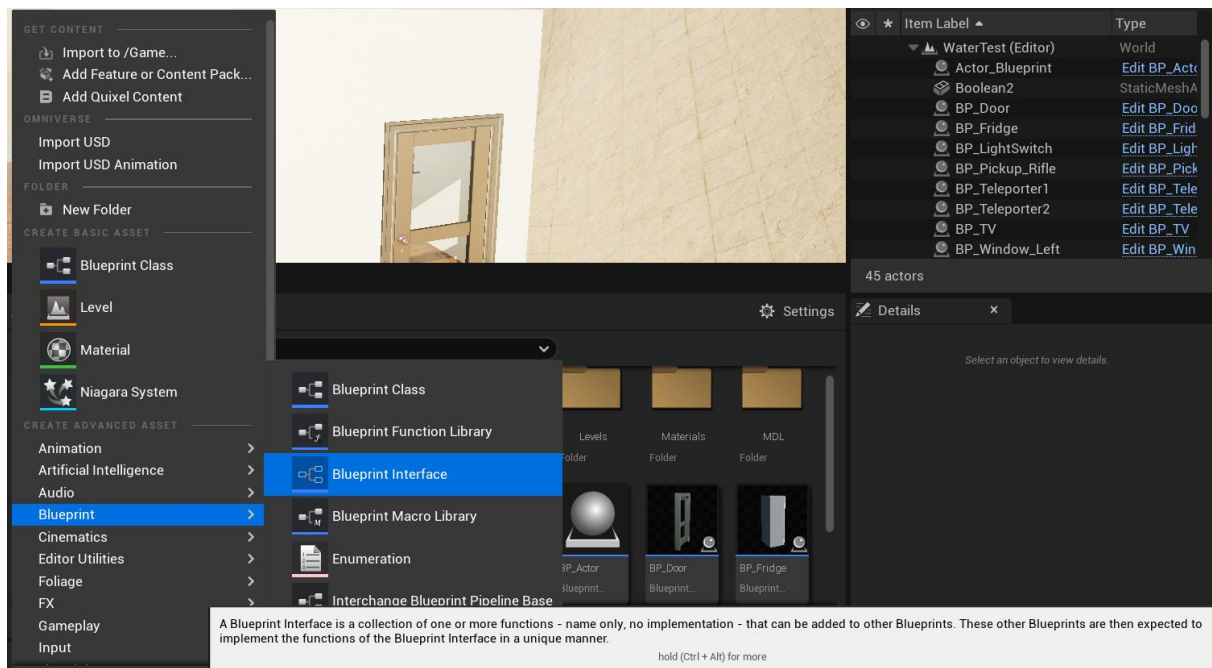 GET CONTENT
Import to /Game...
Add Feature or Content Pack...
Add Quixel Content
OMNIVERSE
Import USD
Import USD Animation
FOLDER
New Folder
CREATE BASIC ASSET
Blueprint Class
Level
Material
Niagara System
CREATE ADVANCED ASSET
Animation
Artificial Intelligence
Audio
Blueprint
Cinematics
Editor Utilities
Foliage
FX
Gameplay
Input
Blueprint Class
Blueprint Function Library
Blueprint Interface
Blueprint Macro Library
Enumeration
Interchange Blueprint Pipeline Base
A Blueprint Interface is a collection of one or more functions - name only, no implementation - that can be added to other Blueprints. These other Blueprints are then expected to
implement the functions of the Blueprint Interface in a unique manner.
hold (Ctrl + Alt) for more
Settings
Levels Materials MDL
Folder Folder Folder
BP_Actor BP_Door BP_Fridge
Blueprint... Blueprint... Blueprint...
Item Label Type
WaterTest (Editor) World
Actor_Blueprint Edit BP_Acto
Boolean2 StaticMeshA
BP_Door Edit BP_Doo
BP_Fridge Edit BP_Frid
BP_LightSwitch Edit BP_Ligh
BP_Pickup_Rifle Edit BP_Pick
BP_Teleporter1 Edit BP_Tele
BP_Teleporter2 Edit BP_Tele
BP_TV Edit BP_TV
BP_Window_Left Edit BP_Win
45 actors
Details
Select an object to view details.